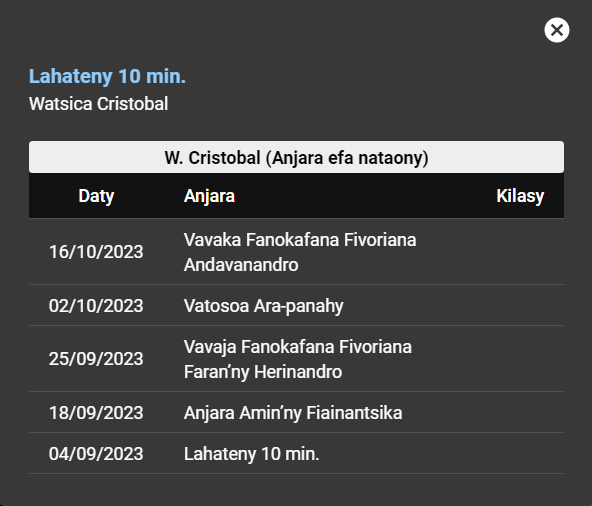 Lahateny 10 min.
Watsica Cristobal
W. Cristobal (Anjara efa nataony)
Daty Anjara Kilasy
16/10/2023 Vavaka Fanokafana Fivoriana
Andavanandro
02/10/2023 Vatosoa Ara-panahy
25/09/2023 Vavaja Fanokafana Fivoriana
Faran’ny Herinandro
18/09/2023 Anjara Amin’ny Fiainantsika
04/09/2023 Lahateny 10 min.